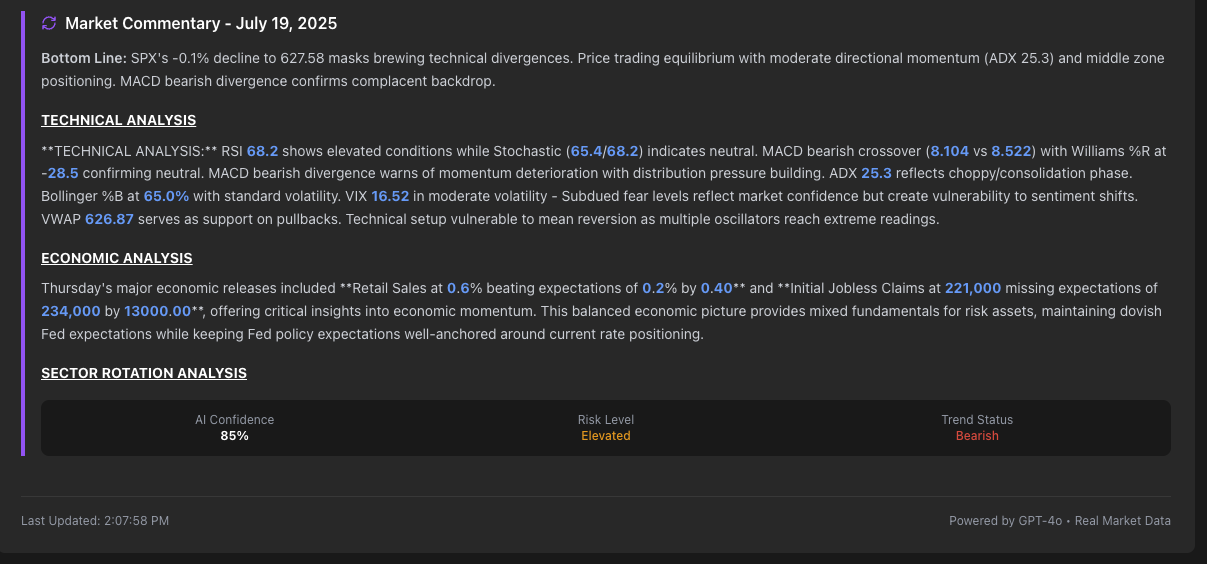 Market Commentary - July 19, 2025
Bottom Line: SPX's -0.1% decline to 627.58 masks brewing technical divergences. Price trading equilibrium with moderate directional momentum (ADX 25.3) and middle zone
positioning. MACD bearish divergence confirms complacent backdrop.
TECHNICAL ANALYSIS
**TECHNICAL ANALYSIS:** RSI 68.2 shows elevated conditions while Stochastic (65.4/68.2) indicates neutral. MACD bearish crossover (8.104 vs 8.522) with Williams %R at
-28.5 confirming neutral. MACD bearish divergence warns of momentum deterioration with distribution pressure building. ADX 25.3 reflects choppy/consolidation phase.
Bollinger %B at 65.0% with standard volatility. VIX 16.52 in moderate volatility - Subdued fear levels reflect market confidence but create vulnerability to sentiment shifts.
VWAP 626.87 serves as support on pullbacks. Technical setup vulnerable to mean reversion as multiple oscillators reach extreme readings.
ECONOMIC ANALYSIS
Thursday's major economic releases included **Retail Sales at 0.6% beating expectations of 0.2% by 0.40** and **Initial Jobless Claims at 221,000 missing expectations of
234,000 by 13000.00**, offering critical insights into economic momentum. This balanced economic picture provides mixed fundamentals for risk assets, maintaining dovish
Fed expectations while keeping Fed policy expectations well-anchored around current rate positioning.
SECTOR ROTATION ANALYSIS
AI Confidence Risk Level Trend Status
85% Elevated Bearish
Last Updated: 2:07:58 PM Powered by GPT-4o • Real Market Data